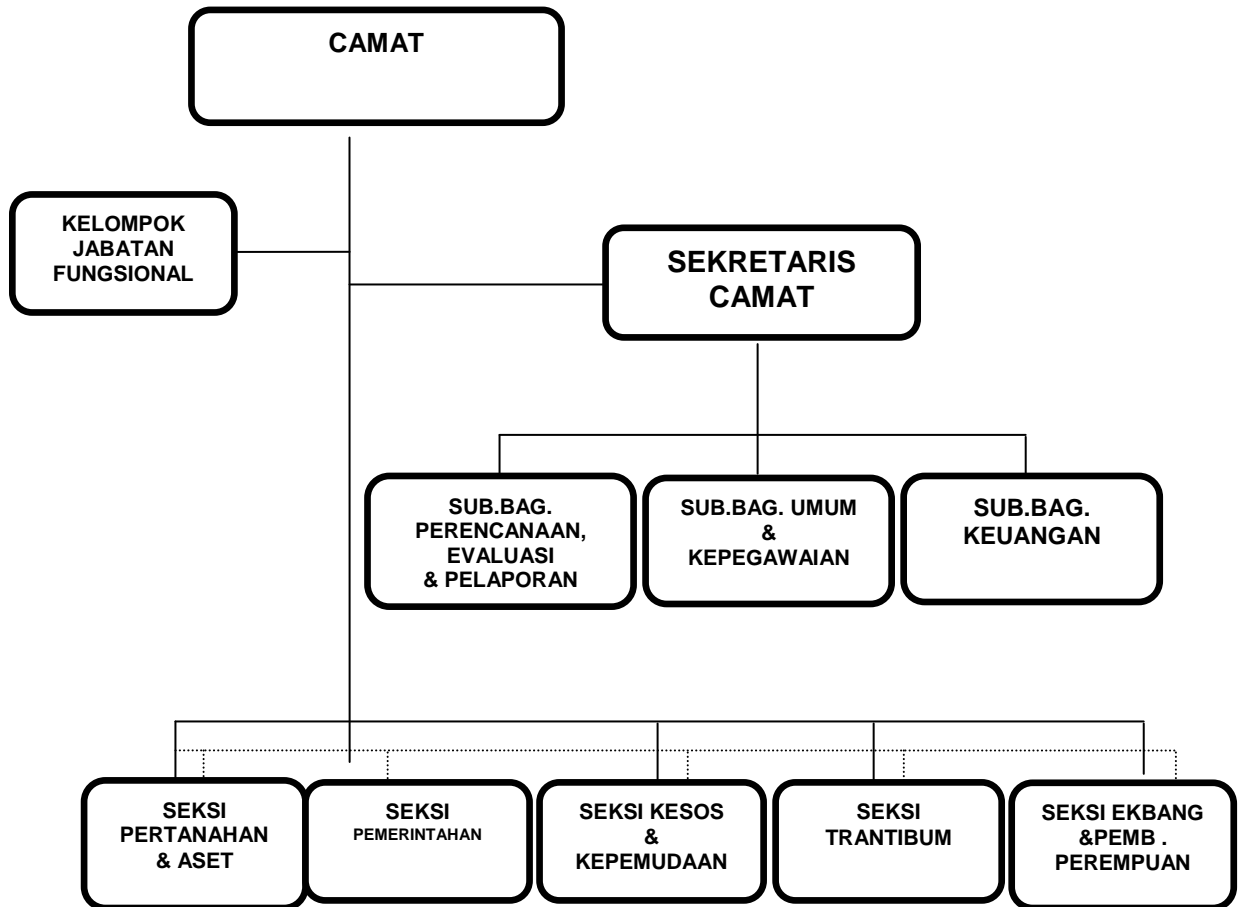 CAMAT
KELOMPOK
JABATAN
FUNGSIONAL
SEKRETARIS
CAMAT
SUB.BAG.
PERENCANAAN,
EVALUASI
& PELAPORAN
SUB.BAG. UMUM
&
KEPEGAWAIAN
SUB.BAG.
KEUANGAN
SEKSI
PERTANAHAN
& ASET
SEKSI
PEMERINTAHAN
SEKSI KESOS
&
KEPEMUDAAN
SEKSI
TRANTIBUM
SEKSI EKBANG
&PEMB .
PEREMPUAN